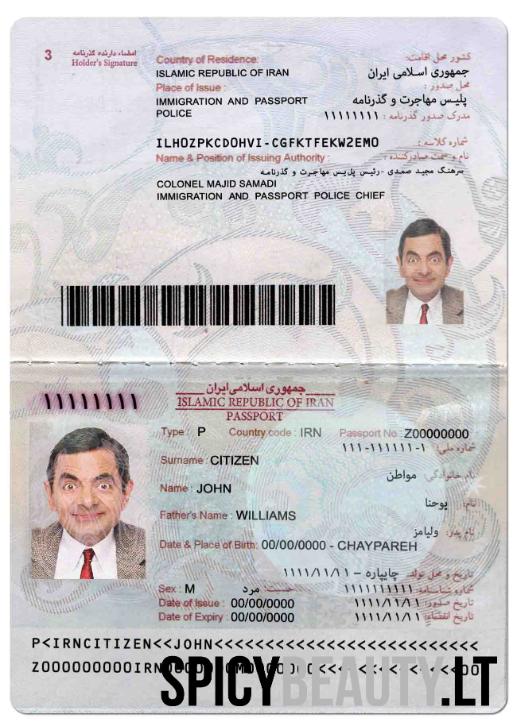 3
امضاء دارنده گذرنامه
Holder's Signature
Country of Residence:
کشور محل اقامت:
ISLAMIC REPUBLIC OF IRAN
جمهوری اسلامی ایران
Place of Issue :
محل صدور :
IMMIGRATION AND PASSPORT
پلیس مهاجرت و گذرنامه
POLICE
مدرک صدور گذرنامه : ۱۱۱۱۱۱۱۱
ILHOZPKCDOHVI-CGFKTFEKW2EMO
شماره کلاسه :
Name & Position of Issuing Authority :
نام و سمت صادرکننده :
سرهنگ مجید صمدی -رئیس پلیس مهاجرت و گذرنامه
COLONEL MAJID SAMADI
IMMIGRATION AND PASSPORT POLICE CHIEF
۱۱۱۱۱۱۱۱
جمهوری اسلامی ایران
ISLAMIC REPUBLIC OF IRAN
PASSPORT
Type : P Country code : IRN Passport No Z00000000
شماره ملی: ۱۱۱-۱۱۱۱۱۱-۱
Surname : CITIZEN
نام خانوادگی: مواطن
Name : JOHN
نام: یوحنا
Father's Name : WILLIAMS
نام پدر: ولیامز
Date & Place of Birth: 00/00/0000 - CHAYPAREH
تاریخ و محل تولد: چایپاره – ۱۱۱۱/۱۱/۱۱
Sex : M
جنسیت: مرد
شماره شناسنامه: ۱۱۱۱۱۱۱۱۱۱
Date of Issue : 00/00/0000
تاریخ صدور: ۱۱۱۱/۱۱/۱۱
Date of Expiry : 00/00/0000
تاریخ انقضاء: ۱۱۱۱/۱۱/۱۱
P<IRNCITIZEN<<JOHN<<<<<<<<<<<<<<<<<<<<<<<<<<
SPICYBEAUTY.LT